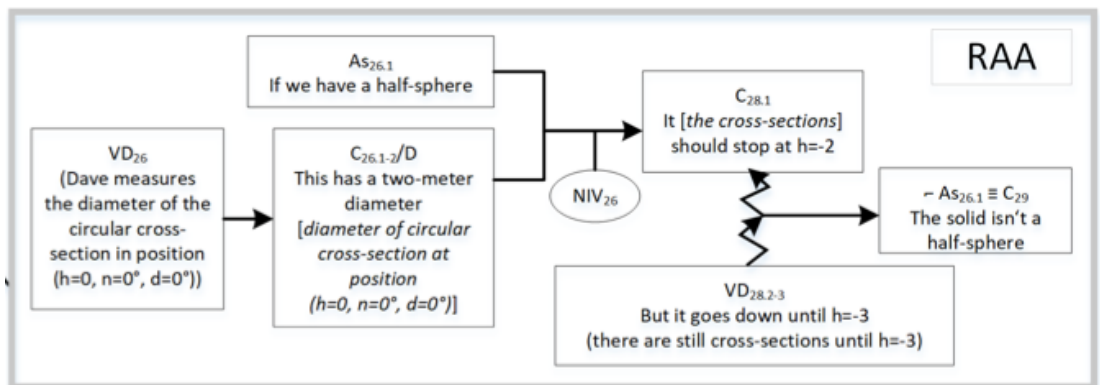 RAA
As26.1
If we have a half-sphere
VD26
(Dave measures
the diameter of the
circular cross-
section in position
(h=0, n=0°, d=0°))
C26.1-2/D
This has a two-meter
diameter
[diameter of circular
cross-section at
position
(h=0, n=0°, d=0°)]
NIV26
C28.1
It [the cross-sections]
should stop at h=-2
VD28.2-3
But it goes down until h=-3
(there are still cross-sections until h=-3)
⌐ As26.1 ≡ C29
The solid isn't a
half-sphere